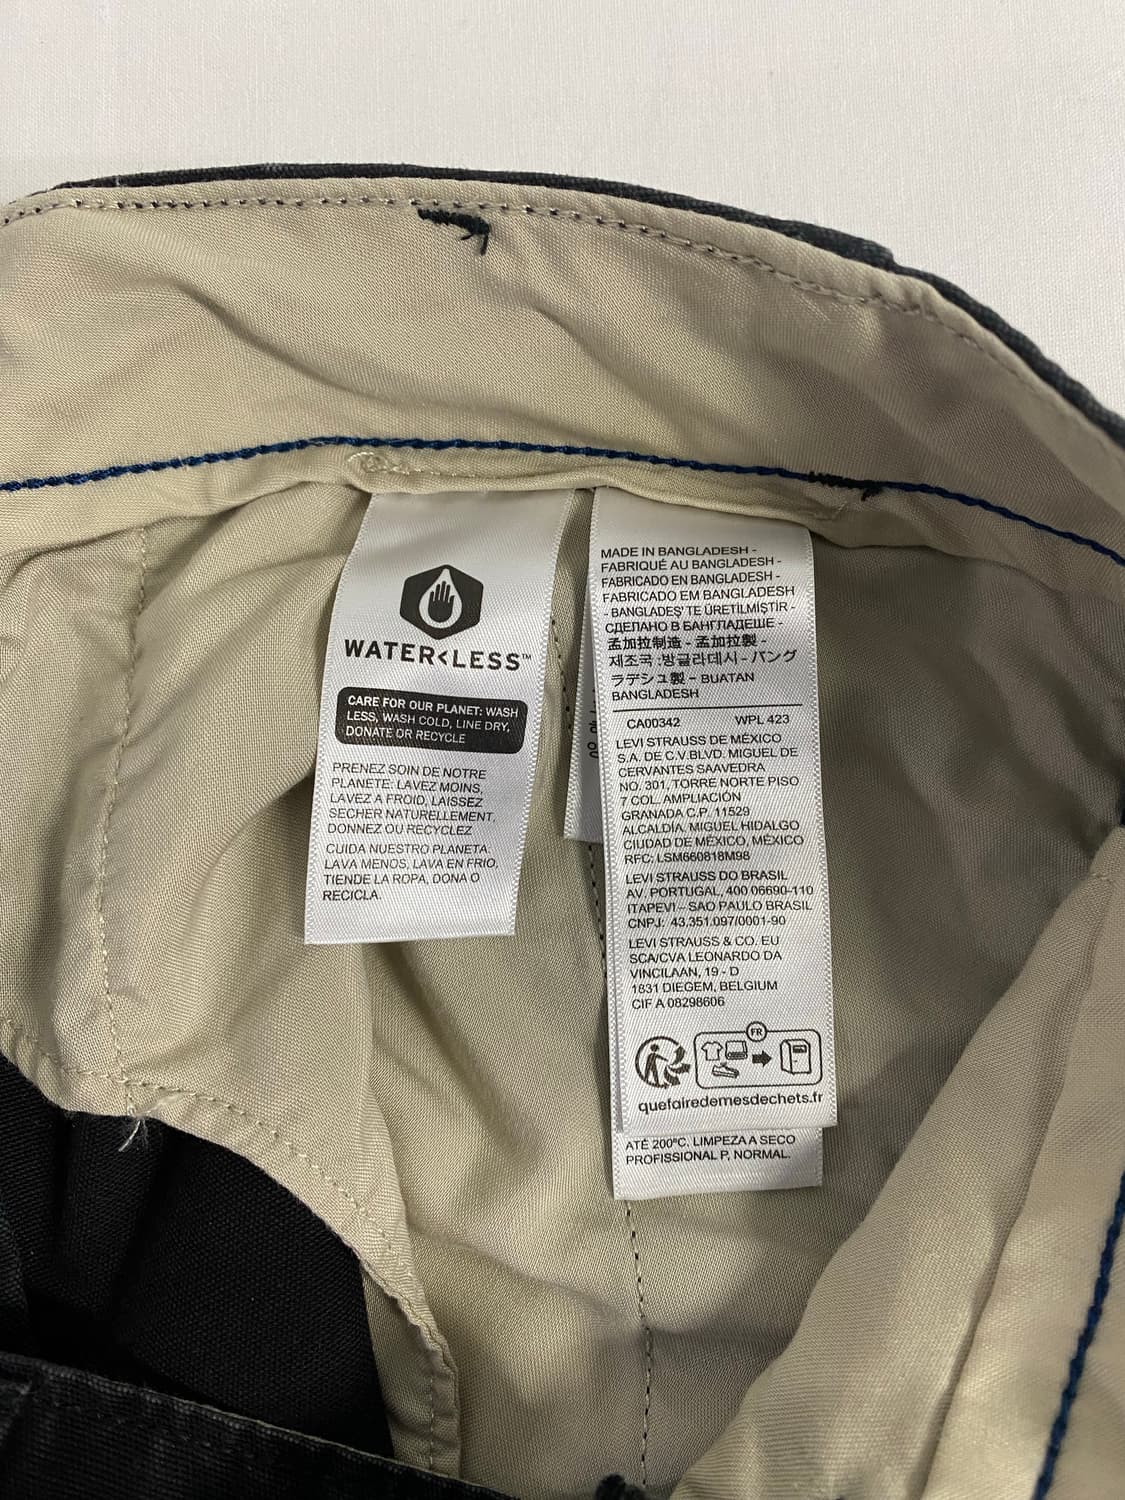 WATER<LESS™
CARE FOR OUR PLANET: WASH
LESS, WASH COLD, LINE DRY,
DONATE OR RECYCLE
PRENEZ SOIN DE NOTRE
PLANETE: LAVEZ MOINS,
LAVEZ A FROID, LAISSEZ
SECHER NATURELLEMENT,
DONNEZ OU RECYCLEZ
CUIDA NUESTRO PLANETA:
LAVA MENOS, LAVA EN FRIO,
TIENDE LA ROPA, DONA O
RECICLA.
MADE IN BANGLADESH -
FABRIQUÉ AU BANGLADESH -
FABRICADO EN BANGLADESH -
FABRICADO EM BANGLADESH
- BANGLADEŞ' TE ÜRETİLMİŞTİR -
СДЕЛАНО В БАНГЛАДЕШЕ -
孟加拉制造 - 孟加拉製 -
제조국 :방글라데시 - バング
ラデシュ製 - BUATAN
BANGLADESH
CA00342 WPL 423
LEVI STRAUSS DE MÉXICO
S.A. DE C.V.BLVD. MIGUEL DE
CERVANTES SAAVEDRA
NO. 301, TORRE NORTE PISO
7 COL. AMPLIACIÓN
GRANADA C.P. 11529
ALCALDÍA. MIGUEL HIDALGO
CIUDAD DE MÉXICO, MÉXICO
RFC: LSM660818M98
LEVI STRAUSS DO BRASIL
AV. PORTUGAL, 400 06690-110
ITAPEVI – SAO PAULO BRASIL
CNPJ: 43.351.097/0001-90
LEVI STRAUSS & CO. EU
SCA/CVA LEONARDO DA
VINCILAAN, 19 - D
1831 DIEGEM, BELGIUM
CIF A 08298606
FR
quefairedemesdechets.fr
ATÉ 200ºC, LIMPEZA A SECO
PROFISSIONAL P, NORMAL.